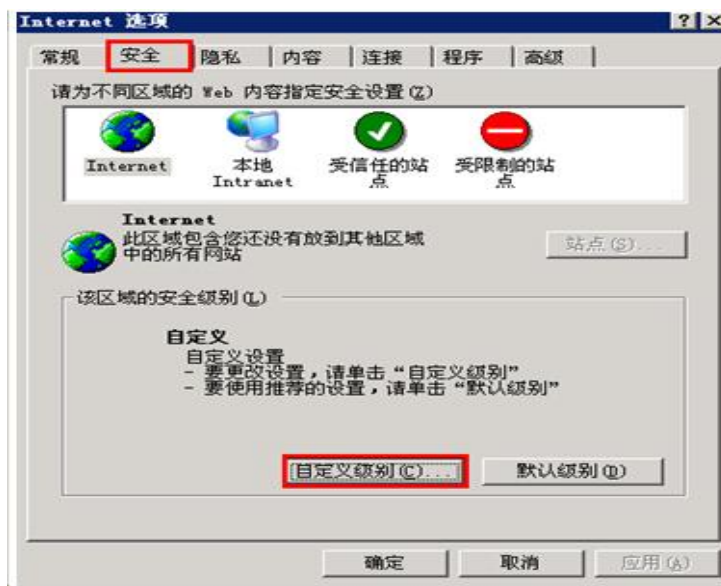 Internet 选项
常规 安全 隐私 内容 连接 程序 高级
请为不同区域的 Web 内容指定安全设置(Z)
Internet
本地
Intranet
受信任的站
点
受限制的站
点
Internet
此区域包含您还没有放到其他区域
中的所有网站
站点(S)...
该区域的安全级别(L)
自定义
自定义设置
- 要更改设置，请单击“自定义级别”
- 要使用推荐的设置，请单击“默认级别”
自定义级别(C)... 默认级别(D)
确定 取消 应用(A)